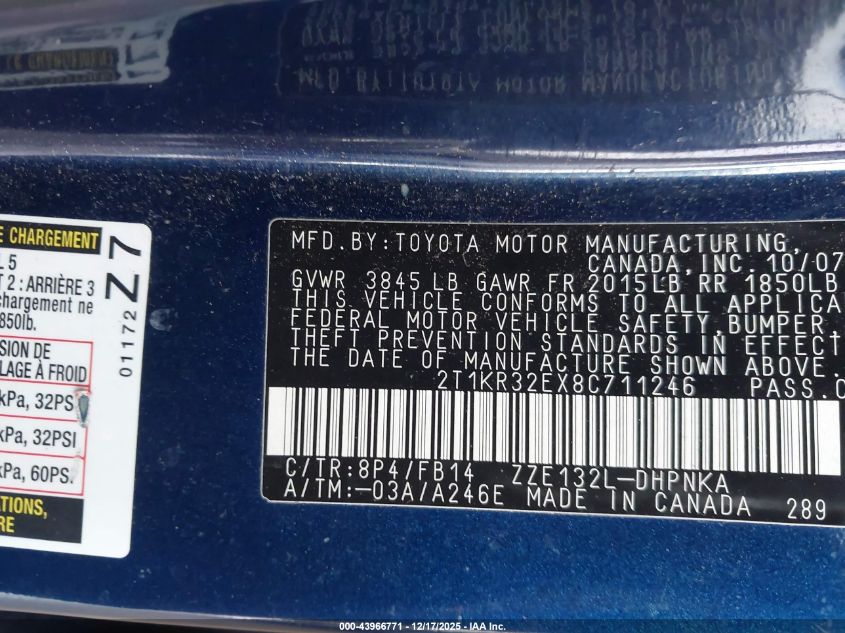 E CHARGEMENT
L 5
T 2 : ARRIÈRE 3
chargement ne
850lb.
SION DE
LAGE À FROID
kPa, 32PSI
kPa, 32PSI
kPa, 60PS.
ATIONS,
RE
01172
Z 7
MFD.BY:TOYOTA MOTOR MANUFACTURING,
CANADA,INC. 10/07
GVWR 3845 LB GAWR FR 2015LB RR 1850LB
THIS VEHICLE CONFORMS TO ALL APPLICA
FEDERAL MOTOR VEHICLE SAFETY,BUMPER,
THEFT PREVENTION STANDARDS IN EFFECT
THE DATE OF MANUFACTURE SHOWN ABOVE.
2T1KR32EX8C711246 PASS.C
C/TR:8P4/FB14 ZZE132L-DHPNKA
A/TM:-03A/A246E MADE IN CANADA 289
000-43966771 - 12/17/2025 - IAA Inc.